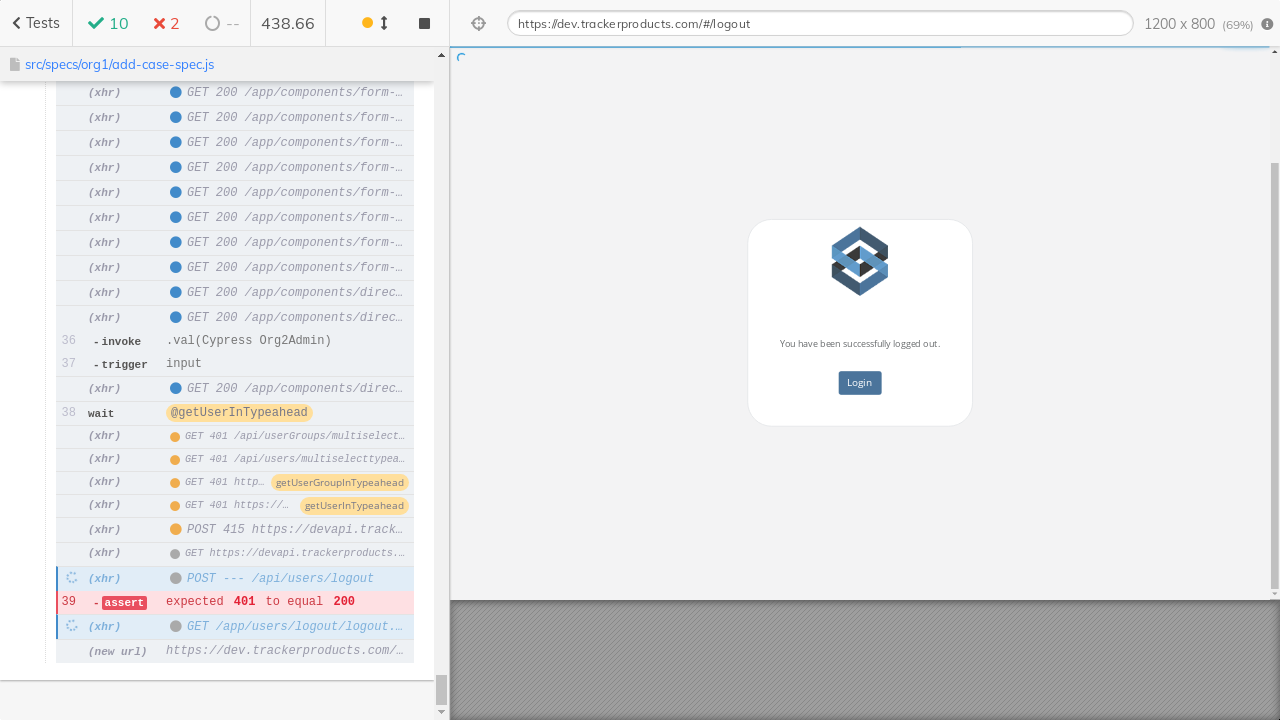 Tests
10
2
--
438.66
https://dev.trackerproducts.com/#/logout
1200 x 800 (69%)
src/specs/org1/add-case-spec.js
(xhr) GET 200 /app/components/form-…
(xhr) GET 200 /app/components/form-…
(xhr) GET 200 /app/components/form-…
(xhr) GET 200 /app/components/form-…
(xhr) GET 200 /app/components/form-…
(xhr) GET 200 /app/components/form-…
(xhr) GET 200 /app/components/form-…
(xhr) GET 200 /app/components/form-…
(xhr) GET 200 /app/components/direc…
(xhr) GET 200 /app/components/direc…
36 -invoke .val(Cypress Org2Admin)
37 -trigger input
(xhr) GET 200 /app/components/direc…
38 wait @getUserInTypeahead
(xhr) GET 401 /api/userGroups/multiselect…
(xhr) GET 401 /api/users/multiselecttypea…
(xhr) GET 401 http… getUserGroupInTypeahead
(xhr) GET 401 https://… getUserInTypeahead
(xhr) POST 415 https://devapi.track…
(xhr) GET https://devapi.trackerproducts.…
(xhr) POST --- /api/users/logout
39 -assert expected 401 to equal 200
(xhr) GET /app/users/logout/logout.…
(new url) https://dev.trackerproducts.com/…
You have been successfully logged out.
Login